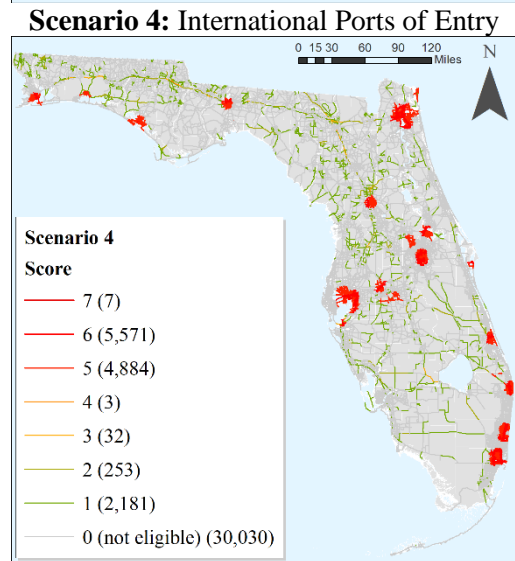 Scenario 4: International Ports of Entry
0 15 30 60 90 120
Miles
N
Scenario 4
Score
7 (7)
6 (5,571)
5 (4,884)
4 (3)
3 (32)
2 (253)
1 (2,181)
0 (not eligible) (30,030)